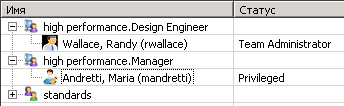 Имя Статус
high performance.Design Engineer
Wallace, Randy (rwallace) Team Administrator
high performance.Manager
Andretti, Maria (mandretti) Privileged
standards